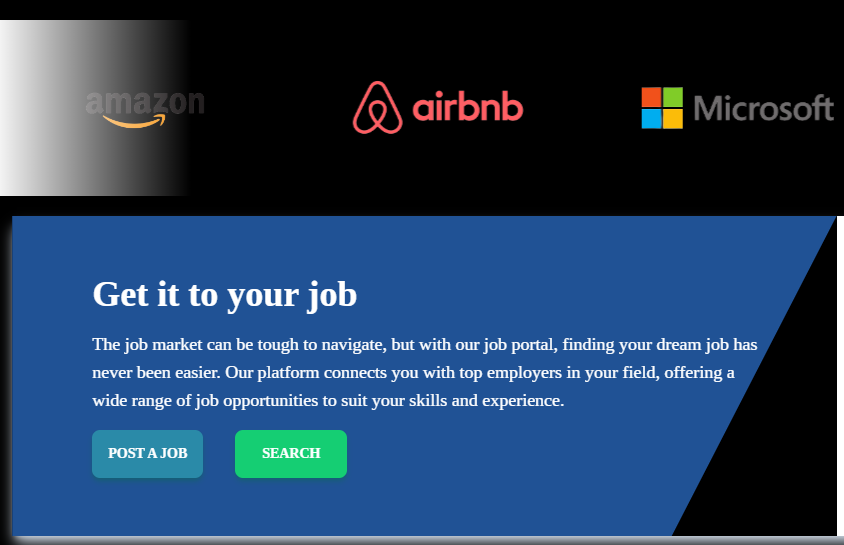 amazon
airbnb
Microsoft
Get it to your job
The job market can be tough to navigate, but with our job portal, finding your dream job has
never been easier. Our platform connects you with top employers in your field, offering a
wide range of job opportunities to suit your skills and experience.
POST A JOB
SEARCH